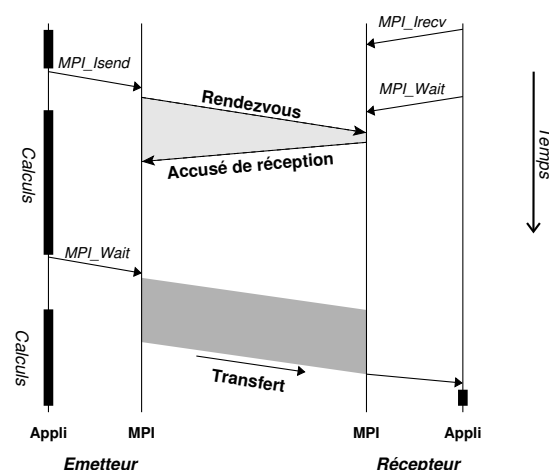 MPI_Irecv
MPI_Isend
MPI_Wait
Rendezvous
Temps
Calculs
Accusé de réception
MPI_Wait
Calculs
Transfert
Appli MPI MPI Appli
Emetteur Récepteur